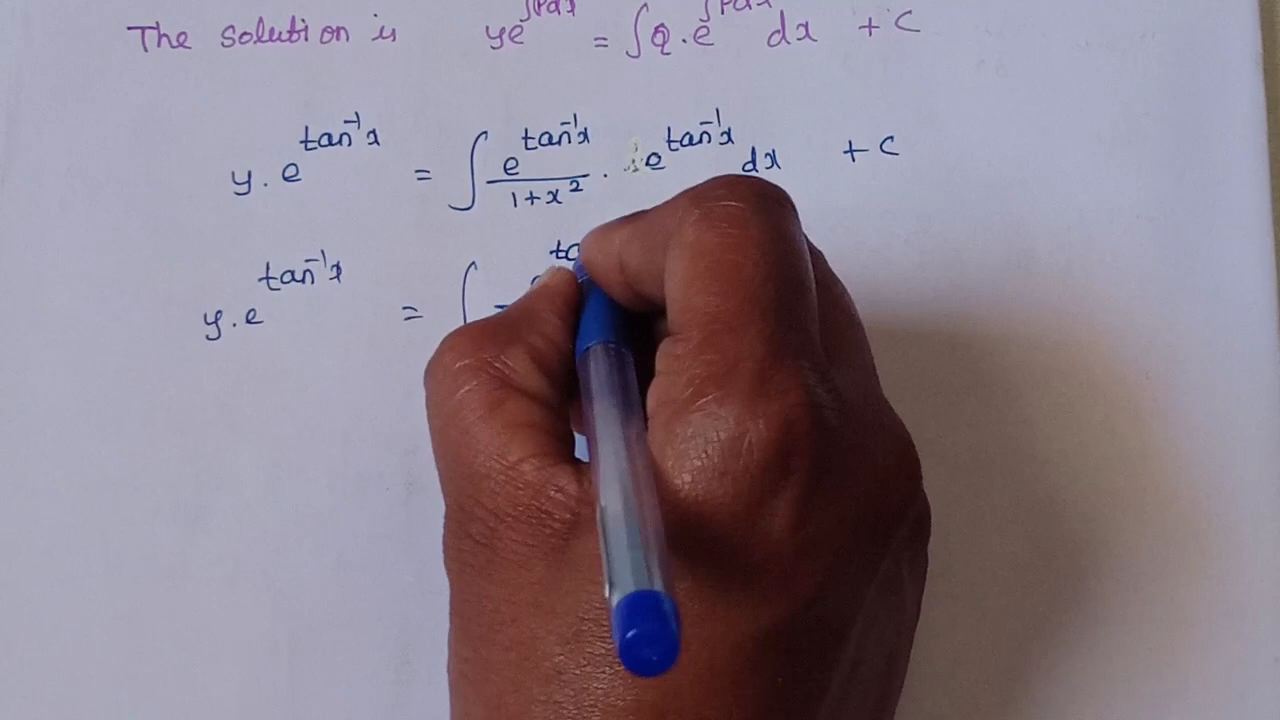 The solution is ye^∫Pdx = ∫Q.e^∫Pdx dx + C
y.e^tan⁻¹x = ∫ e^tan⁻¹x / 1+x² . e^tan⁻¹x dx + C
y.e^tan⁻¹x = ∫